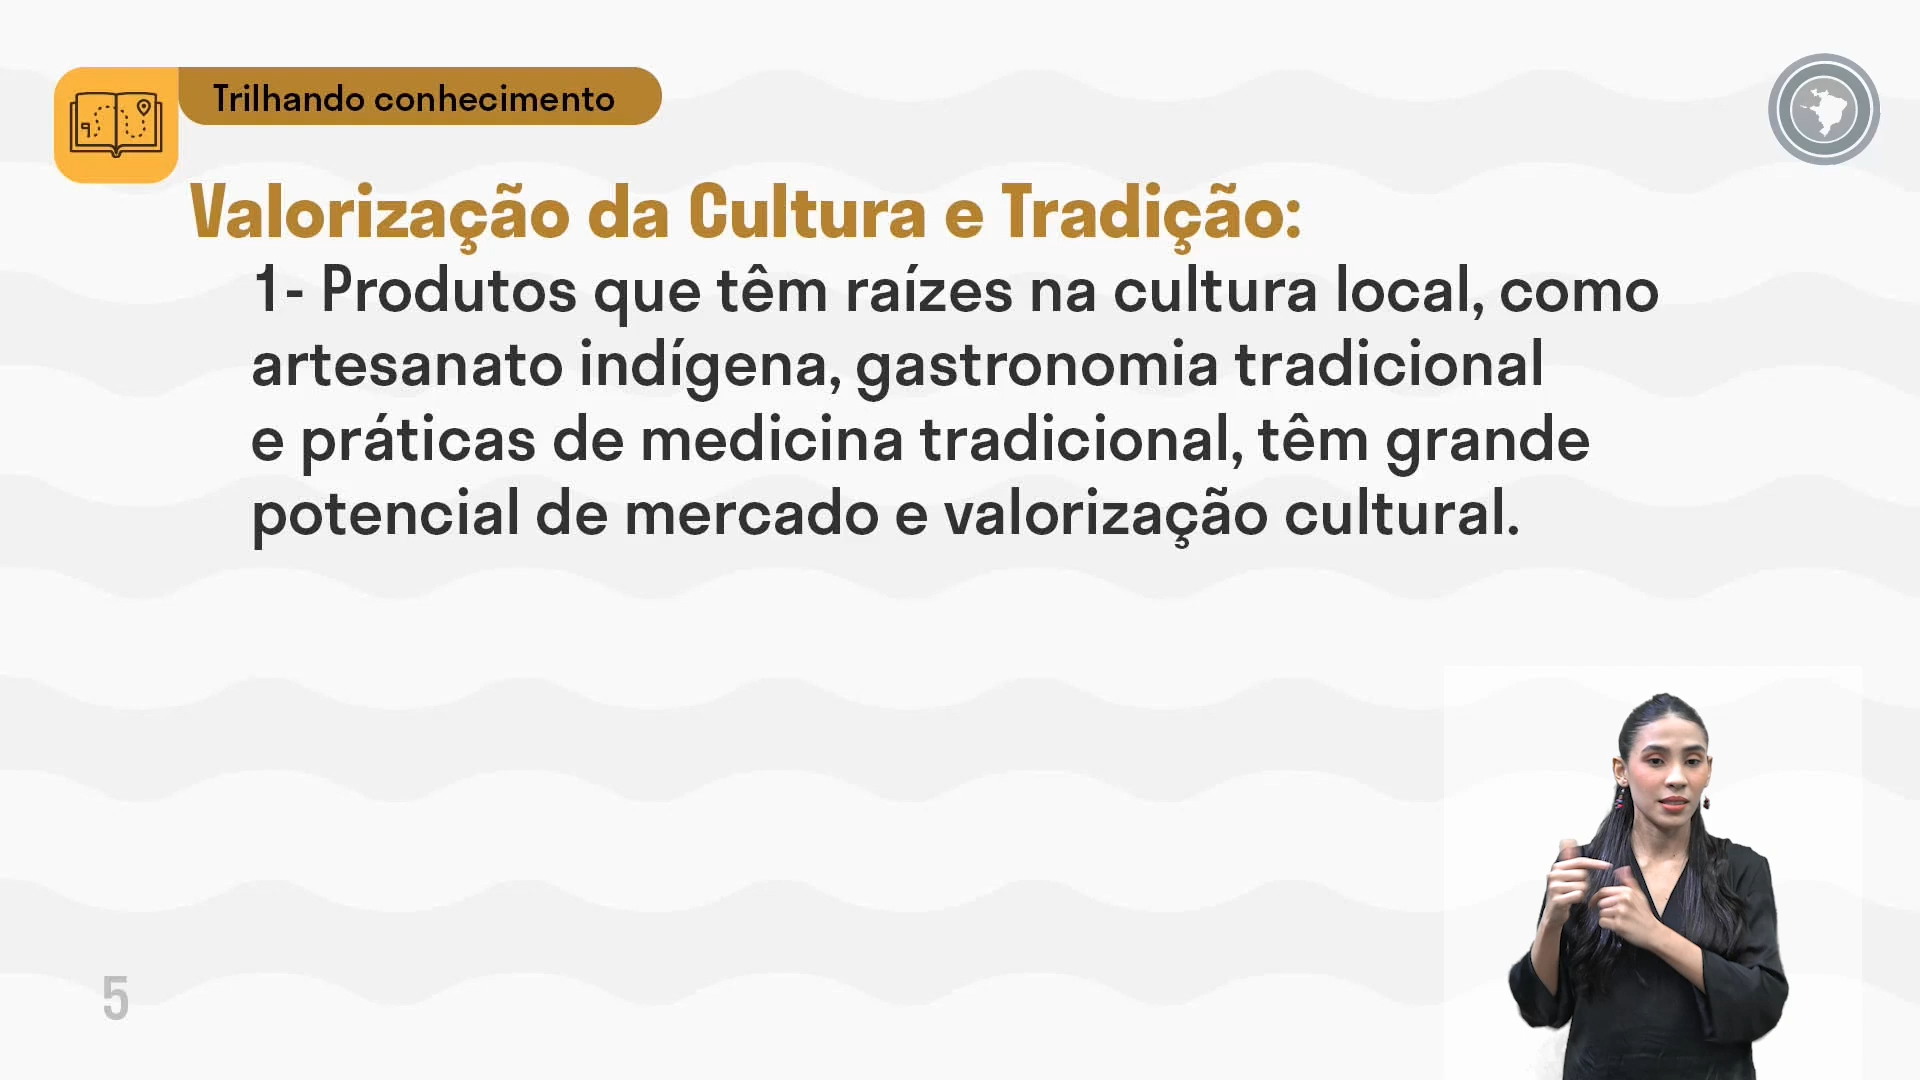 Trilhando conhecimento
Valorização da Cultura e Tradição:
1- Produtos que têm raízes na cultura local, como
artesanato indígena, gastronomia tradicional
e práticas de medicina tradicional, têm grande
potencial de mercado e valorização cultural.
5